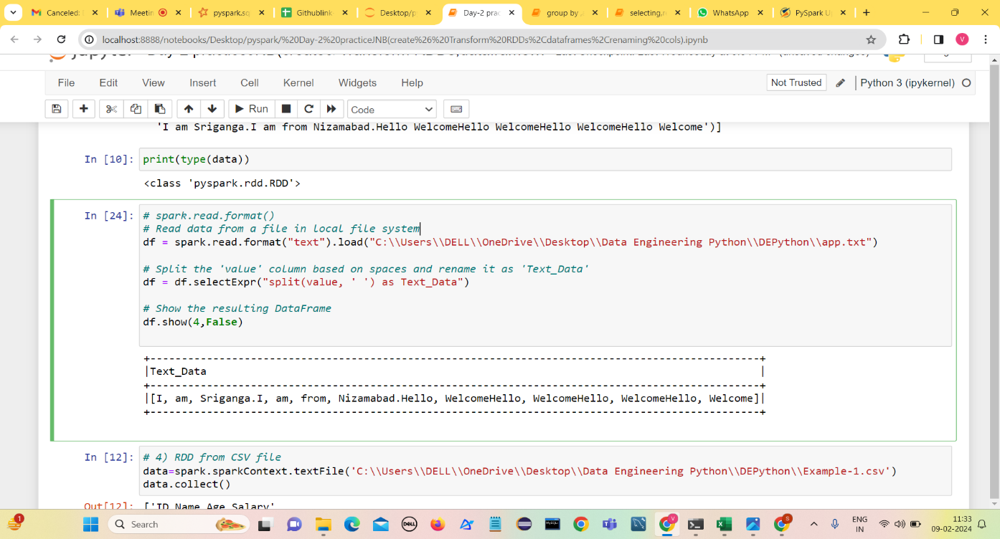 Canceled: Meetin pyspark.sq Githublink Desktop/p Day-2 prac group by selecting.n WhatsApp PySpark U
localhost:8888/notebooks/Desktop/pyspark/%20Day-2%20practiceJNB(create%26%20Transform%20RDDs%2Cdataframes%2Crenaming%20cols).ipynb
V
File Edit View Insert Cell Kernel Widgets Help Not Trusted Python 3 (ipykernel)
Run Code
'I am Sriganga.I am from Nizamabad.Hello WelcomeHello WelcomeHello WelcomeHello Welcome')]
In [10]: print(type(data))
<class 'pyspark.rdd.RDD'>
In [24]: # spark.read.format()
# Read data from a file in local file system
df = spark.read.format("text").load("C:\\Users\\DELL\\OneDrive\\Desktop\\Data Engineering Python\\DEPython\\app.txt")
# Split the 'value' column based on spaces and rename it as 'Text_Data'
df = df.selectExpr("split(value, ' ') as Text_Data")
# Show the resulting DataFrame
df.show(4,False)
+-------------------------------------------------------------------------------------------------+
|Text_Data |
+-------------------------------------------------------------------------------------------------+
|[I, am, Sriganga.I, am, from, Nizamabad.Hello, WelcomeHello, WelcomeHello, WelcomeHello, Welcome]|
+-------------------------------------------------------------------------------------------------+
In [12]: # 4) RDD from CSV file
data=spark.sparkContext.textFile('C:\\Users\\DELL\\OneDrive\\Desktop\\Data Engineering Python\\DEPython\\Example-1.csv')
data.collect()
Out[12]: ['ID Name Age Salary'
1 Search DELL MySQL V S ENG 11:33
IN 09-02-2024